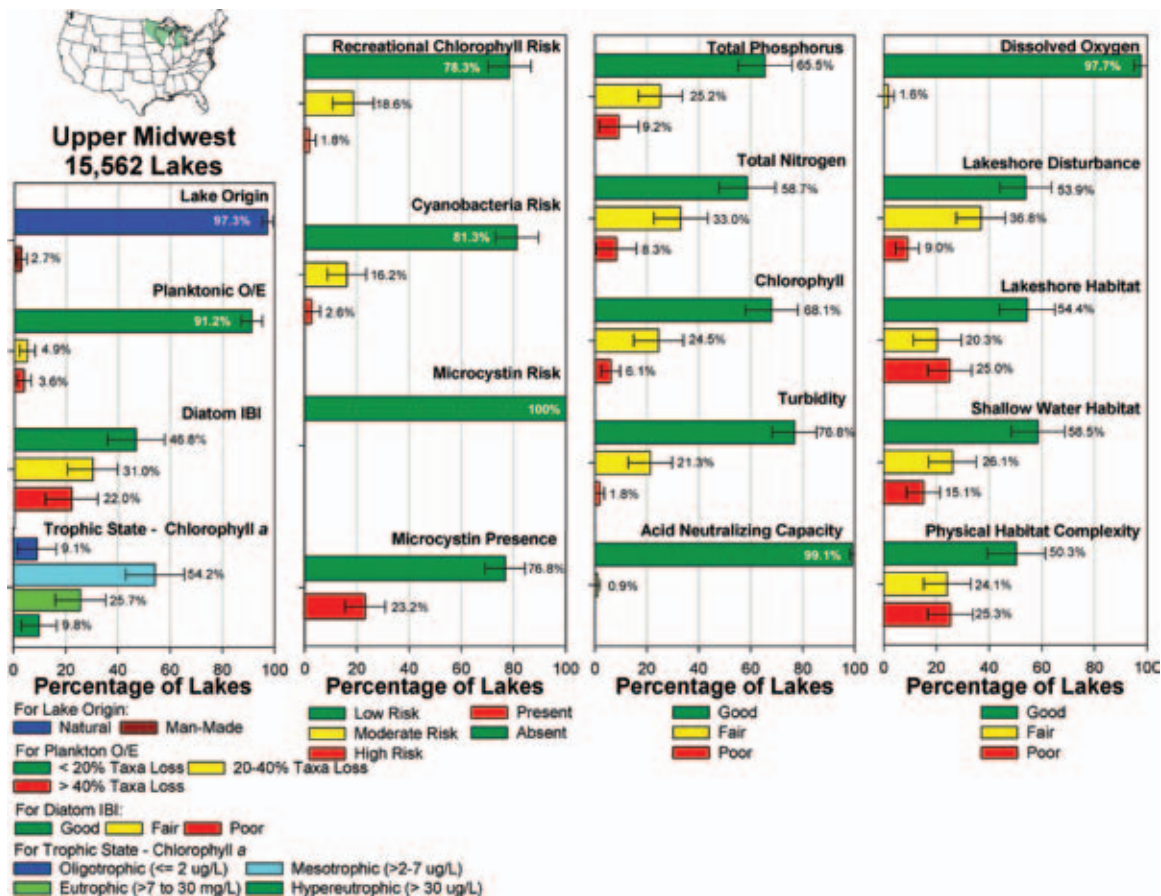 Upper Midwest
15,562 Lakes
Lake Origin
97.3%
2.7%
Planktonic O/E
91.2%
4.9%
3.6%
Diatom IBI
46.8%
31.0%
22.0%
Trophic State - Chlorophyll a
9.1%
54.2%
25.7%
9.8%
0 20 40 60 80 100
Percentage of Lakes
For Lake Origin:
Natural Man-Made
For Plankton O/E
< 20% Taxa Loss 20-40% Taxa Loss
> 40% Taxa Loss
For Diatom IBI:
Good Fair Poor
For Trophic State - Chlorophyll a
Oligotrophic (<= 2 ug/L) Mesotrophic (>2-7 ug/L)
Eutrophic (>7 to 30 mg/L) Hypereutrophic (> 30 ug/L)
Recreational Chlorophyll Risk
78.3%
18.6%
1.8%
Cyanobacteria Risk
81.3%
16.2%
2.6%
Microcystin Risk
100%
Microcystin Presence
76.8%
23.2%
0 20 40 60 80 100
Percentage of Lakes
Low Risk Present
Moderate Risk Absent
High Risk
Total Phosphorus
65.5%
25.2%
9.2%
Total Nitrogen
58.7%
33.0%
8.3%
Chlorophyll
68.1%
24.5%
6.1%
Turbidity
76.8%
21.3%
1.8%
Acid Neutralizing Capacity
99.1%
0.9%
0 20 40 60 80 100
Percentage of Lakes
Good
Fair
Poor
Dissolved Oxygen
97.7%
1.6%
Lakeshore Disturbance
53.9%
36.8%
9.0%
Lakeshore Habitat
54.4%
20.3%
25.0%
Shallow Water Habitat
58.5%
26.1%
15.1%
Physical Habitat Complexity
50.3%
24.1%
25.3%
0 20 40 60 80 100
Percentage of Lakes
Good
Fair
Poor